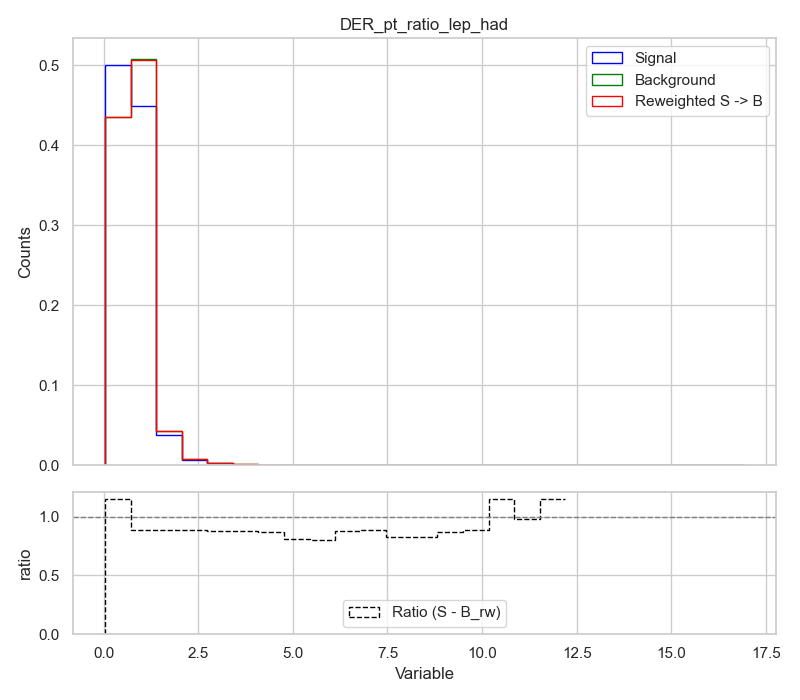 DER_pt_ratio_lep_had
Signal
Background
Reweighted S -> B
0.5
0.4
0.3
0.2
0.1
0.0
Counts
1.0
0.5
0.0
ratio
Ratio (S - B_rw)
0.0 2.5 5.0 7.5 10.0 12.5 15.0 17.5
Variable